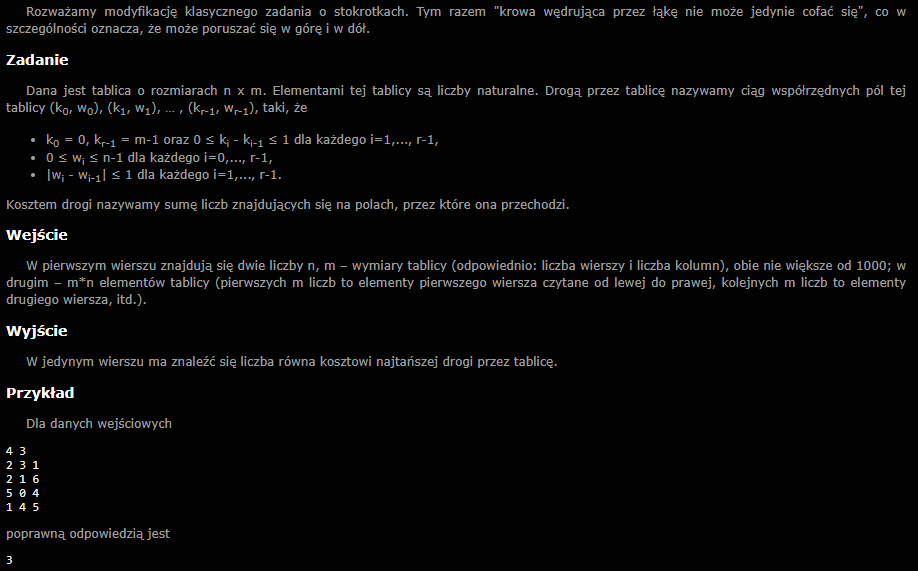 Rozważamy modyfikację klasycznego zadania o stokrotkach. Tym razem "krowa wędrująca przez łąkę nie może jedynie cofać się", co w
szczególności oznacza, że może poruszać się w górę i w dół.
Zadanie
Dana jest tablica o rozmiarach n x m. Elementami tej tablicy są liczby naturalne. Drogą przez tablicę nazywamy ciąg współrzędnych pól tej
tablicy (k0, w0), (k1, w1), ... , (kr-1, wr-1), taki, że
• k0 = 0, kr-1 = m-1 oraz 0 ≤ ki - ki-1 ≤ 1 dla każdego i=1,..., r-1,
• 0 ≤ wi ≤ n-1 dla każdego i=0,..., r-1,
• |wi - wi-1| ≤ 1 dla każdego i=1,..., r-1.
Kosztem drogi nazywamy sumę liczb znajdujących się na polach, przez które ona przechodzi.
Wejście
W pierwszym wierszu znajdują się dwie liczby n, m – wymiary tablicy (odpowiednio: liczba wierszy i liczba kolumn), obie nie większe od 1000; w
drugim – m*n elementów tablicy (pierwszych m liczb to elementy pierwszego wiersza czytane od lewej do prawej, kolejnych m liczb to elementy
drugiego wiersza, itd.).
Wyjście
W jedynym wierszu ma znaleźć się liczba równa kosztowi najtańszej drogi przez tablicę.
Przykład
Dla danych wejściowych
4 3
2 3 1
2 1 6
5 0 4
1 4 5
poprawną odpowiedzią jest
3